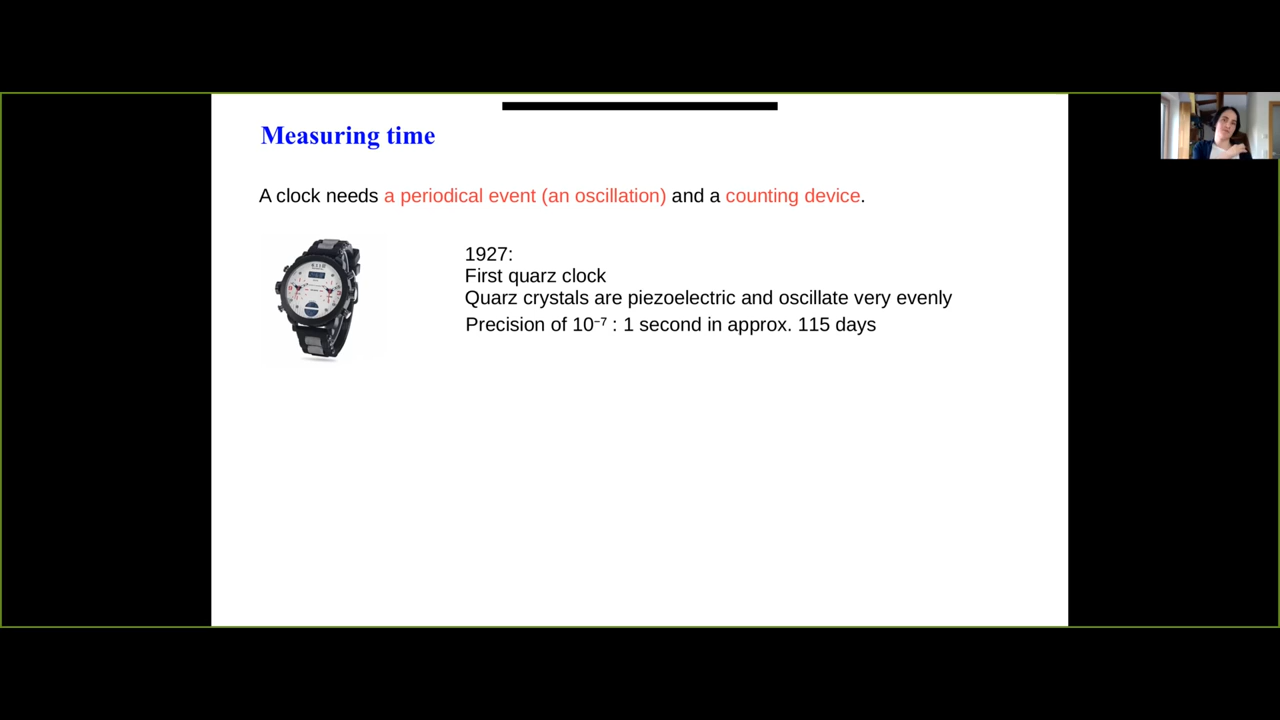 Measuring time
A clock needs a periodical event (an oscillation) and a counting device.
1927:
First quarz clock
Quarz crystals are piezoelectric and oscillate very evenly
Precision of 10⁻⁷ : 1 second in approx. 115 days